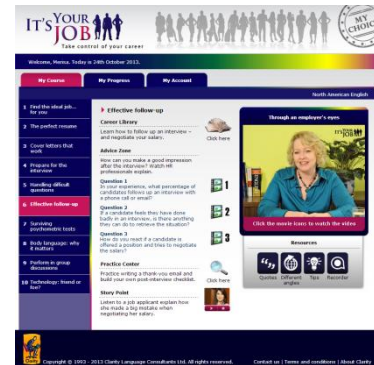 IT'S YOUR
JOB
Take control of your career
MY
CHOICE
Welcome, Merisa. Today is 24th October 2013.
My Course
My Progress
My Account
North American English
1 Find the ideal job... for you
2 The perfect resume
3 Cover letters that work
4 Prepare for the interview
5 Handling difficult questions
6 Effective follow-up
7 Surviving psychometric tests
8 Body language: why it matters
9 Perform in group discussions
10 Technology: friend or foe?
Effective follow-up
Career Library
Learn how to follow up an interview –
and negotiate your salary.
Click here
Advice Zone
How can you make a good impression
after the interview? Watch HR
professionals explain.
Question 1
In your experience, what percentage of
candidates follows up an interview with
a phone call or email?
1
Question 2
If a candidate feels they have done
badly in an interview, is there anything
they can do to retrieve the situation?
2
Question 3
How do you react if a candidate is
offered a position and tries to negotiate
the salary?
3
Practice Center
Practice writing a thank-you email and
build your own post-interview checklist.
Click here
Story Point
Listen to a job applicant explain how
she made a big mistake when
negotiating her salary.
Through an employer's eyes
IT'S YOUR
JOB
Click the movie icons to watch the video
Resources
Quotes
Different angles
Tips
Recorder
Clarity
Copyright © 1993 - 2013 Clarity Language Consultants Ltd. All rights reserved.
Contact us | Terms and conditions | About Clarity